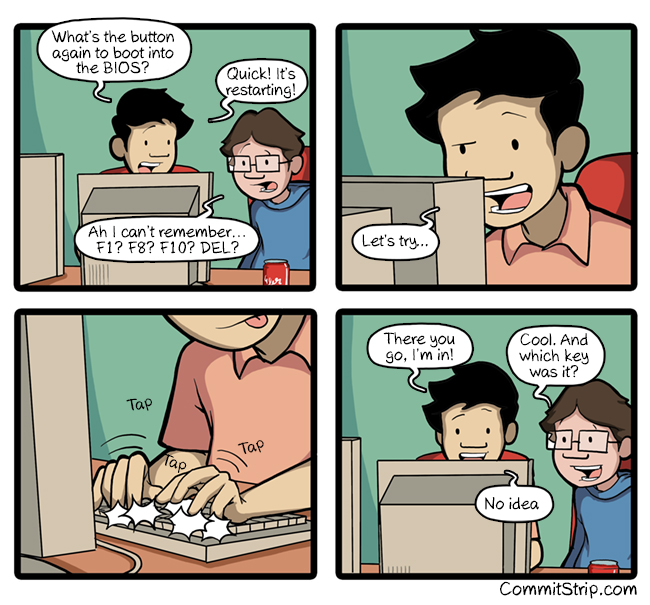 What's the button
again to boot into
the BIOS?
Quick! It's
restarting!
Ah I can't remember...
F1? F8? F10? DEL?
Let's try...
Tap
Tap
Tap
There you
go, I'm in!
Cool. And
which key
was it?
No idea
CommitStrip.com